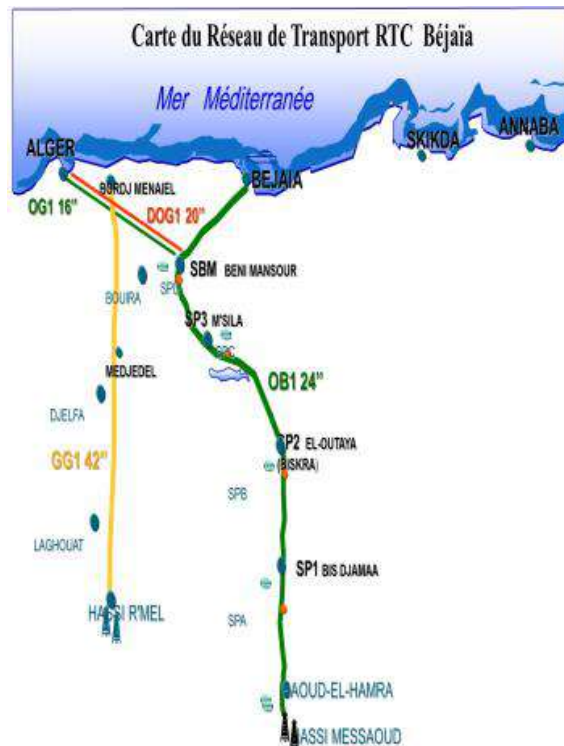 Carte du Réseau de Transport RTC Béjaïa
Mer Méditerranée
ALGER
SKIKDA
ANNABA
BORDJ MENAIEL
BEJAIA
OG1 16"
DOG1 20"
SBM BENI MANSOUR
BOUIRA
SP3 M'SILA
MEDJEDEL
OB1 24"
DJELFA
SP2 EL-OUTAYA
(BISKRA)
GG1 42"
SPB
LAGHOUAT
SP1 BIS DJAMAA
HASSI R'MEL
SPA
HAOUD-EL-HAMRA
HASSI MESSAOUD